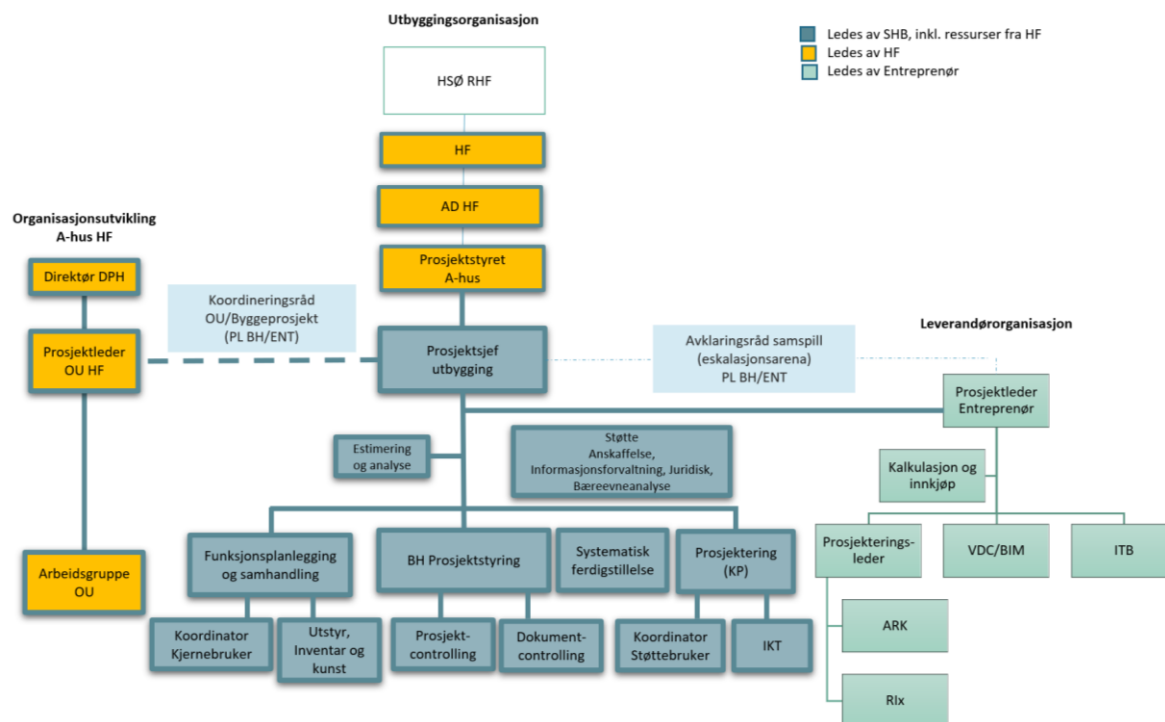 Utbyggingsorganisasjon
Ledes av SHB, inkl. ressurser fra HF
Ledes av HF
Ledes av Entreprenør
HSØ RHF
HF
AD HF
Prosjektstyret
A-hus
Organisasjonsutvikling
A-hus HF
Direktør DPH
Prosjektleder
OU HF
Arbeidsgruppe
OU
Koordineringsråd
OU/Byggeprosjekt
(PL BH/ENT)
Prosjektsjef
utbygging
Avklaringsråd samspill
(eskalasjonsarena)
PL BH/ENT
Leverandørorganisasjon
Prosjektleder
Entreprenør
Estimering
og analyse
Støtte
Anskaffelse,
Informasjonsforvaltning, Juridisk,
Bæreevneanalyse
Kalkulasjon og
innkjøp
Funksjonsplanlegging
og samhandling
BH Prosjektstyring
Systematisk
ferdigstillelse
Prosjektering
(KP)
Prosjekterings-
leder
VDC/BIM
ITB
Koordinator
Kjernebruker
Utstyr,
Inventar og
kunst
Prosjekt-
controlling
Dokument-
controlling
Koordinator
Støttebruker
IKT
ARK
RIx